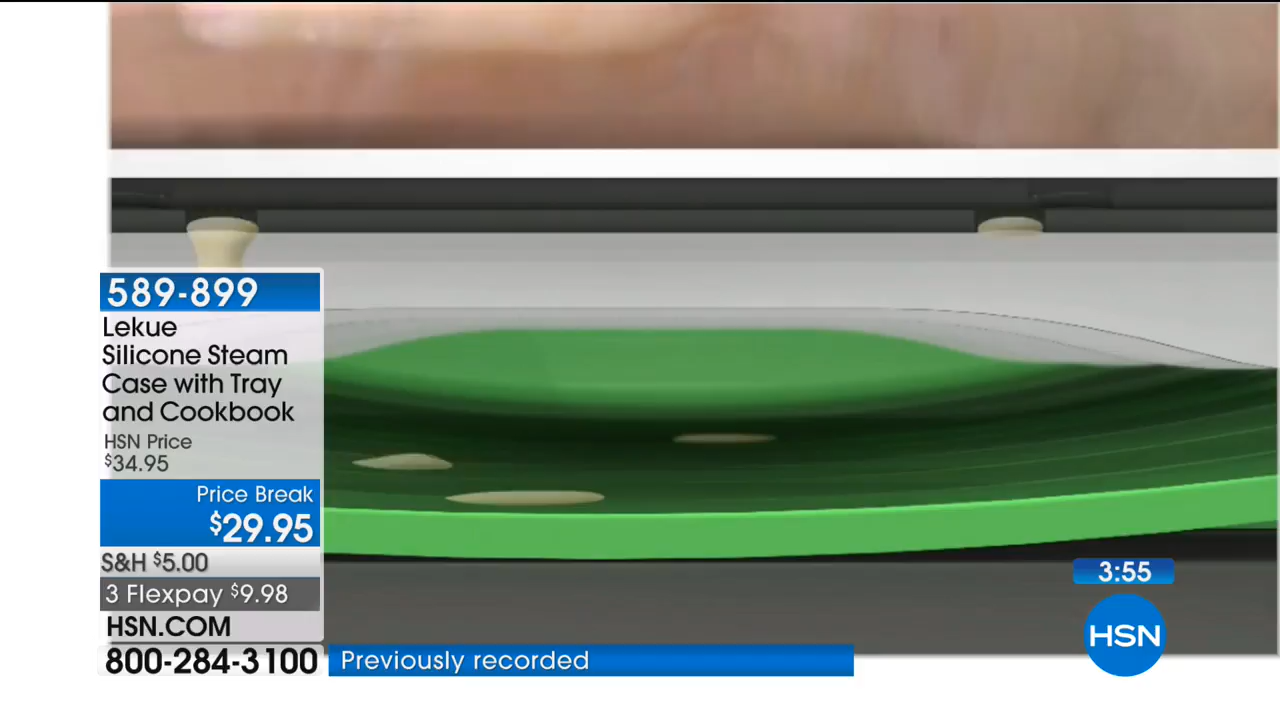 589-899
Lekue
Silicone Steam
Case with Tray
and Cookbook
HSN Price
$34.95
Price Break
$29.95
S&H $5.00
3 Flexpay $9.98
HSN.COM
800-284-3100
Previously recorded
3:55
HSN